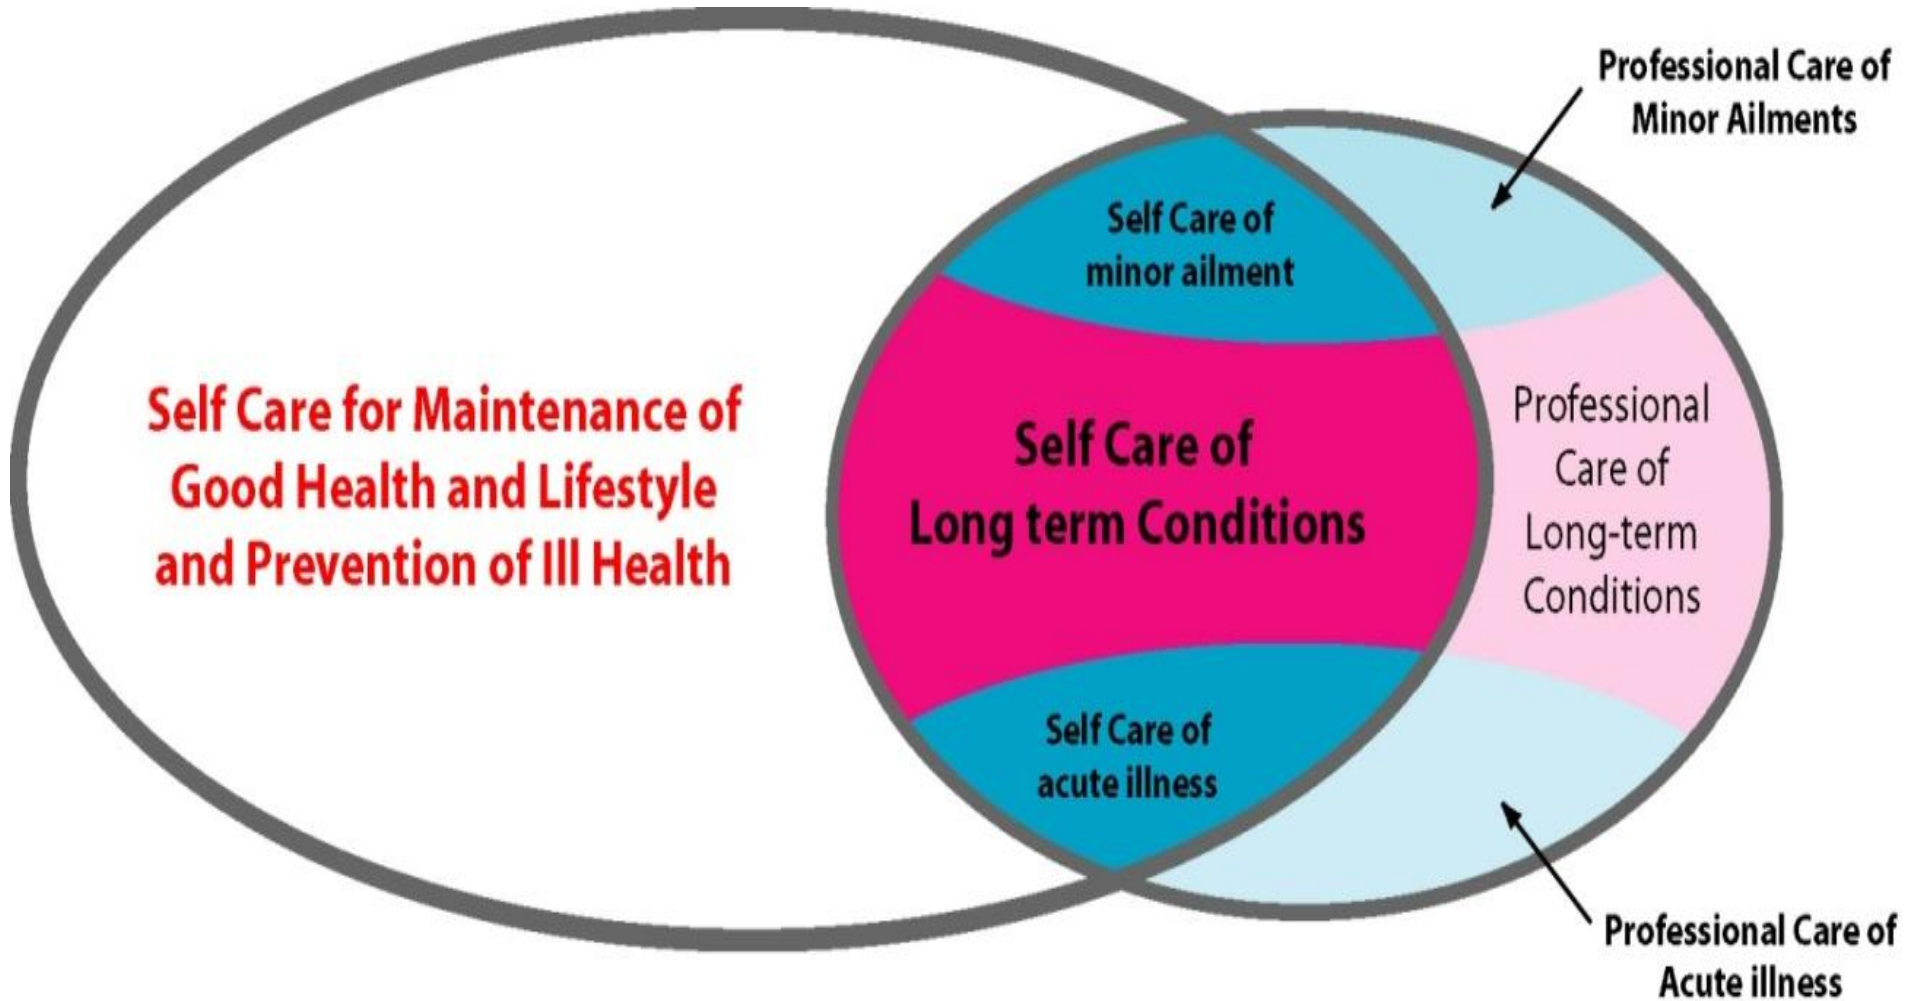 Professional Care of
Minor Ailments
Self Care of
minor ailment
Self Care for Maintenance of
Good Health and Lifestyle
and Prevention of Ill Health
Self Care of
Long term Conditions
Professional
Care of
Long-term
Conditions
Self Care of
acute illness
Professional Care of
Acute illness